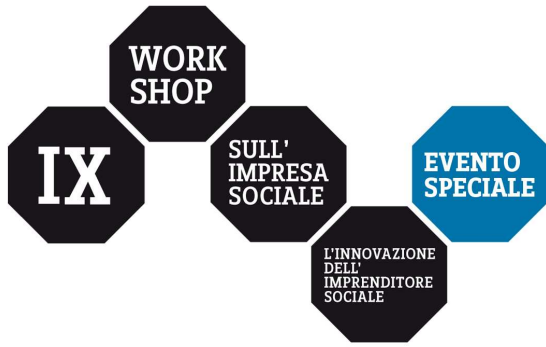 IX
WORK
SHOP
SULL'
IMPRESA
SOCIALE
L'INNOVAZIONE
DELL'
IMPRENDITORE
SOCIALE
EVENTO
SPECIALE